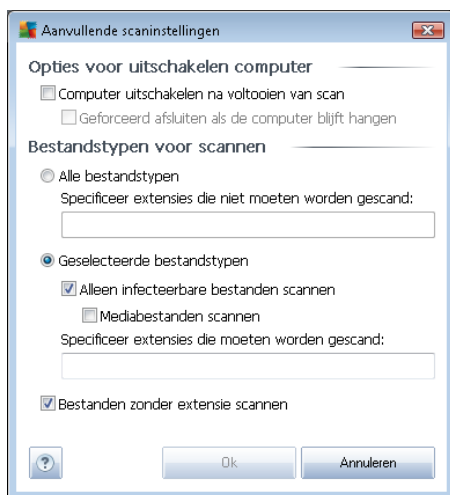 Aanvullende scaninstellingen
Opties voor uitschakelen computer
Computer uitschakelen na voltooien van scan
Geforceerd afsluiten als de computer blijft hangen
Bestandstypen voor scannen
Alle bestandstypen
Specificeer extensies die niet moeten worden gescand:
Geselecteerde bestandstypen
Alleen infecteerbare bestanden scannen
Mediabestanden scannen
Specificeer extensies die moeten worden gescand:
Bestanden zonder extensie scannen
? Ok Annuleren